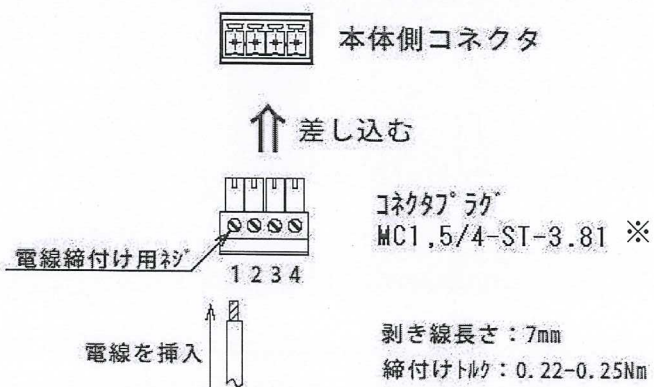 本体側コネクタ
差し込む
コネクタプラグ
MC1,5/4-ST-3.81 ※
電線締付け用ネジ
1 2 3 4
電線を挿入
剥き線長さ：7mm
締付けトルク：0.22-0.25Nm